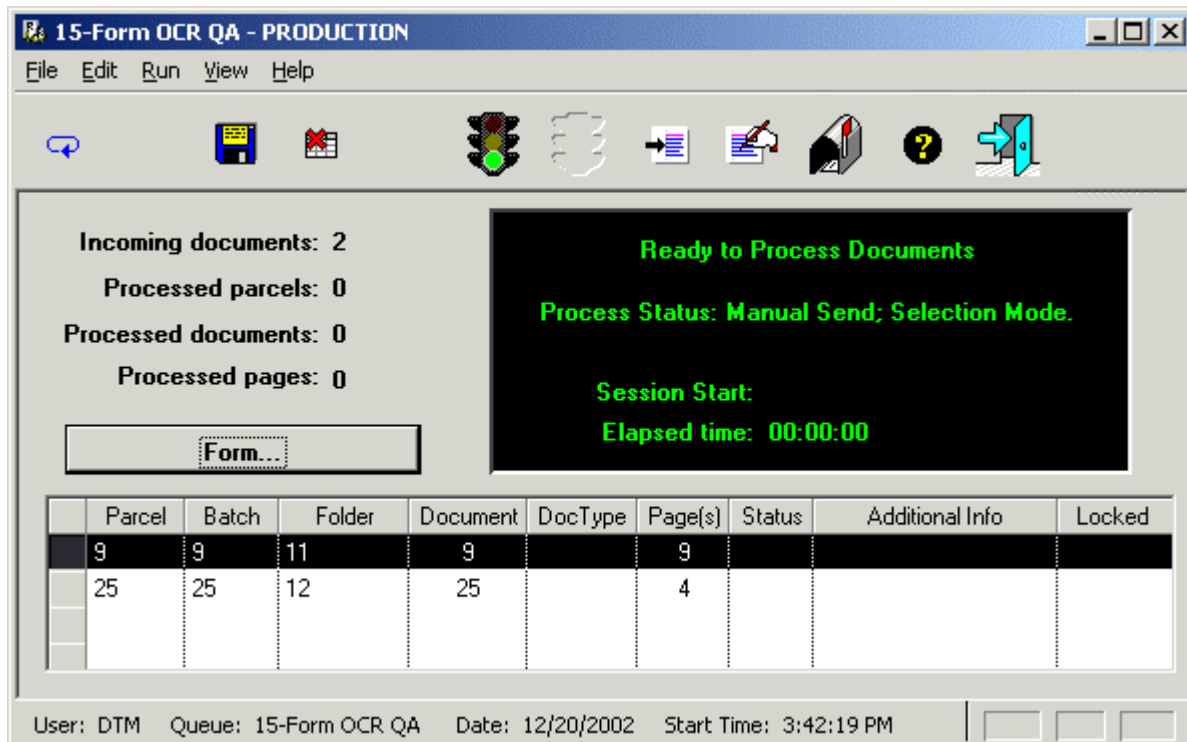 15-Form OCR QA - PRODUCTION
File Edit Run View Help
Incoming documents: 2
Processed parcels: 0
Processed documents: 0
Processed pages: 0
Form...
Ready to Process Documents
Process Status: Manual Send; Selection Mode.
Session Start:
Elapsed time: 00:00:00
Parcel Batch Folder Document DocType Page(s) Status Additional Info Locked
9 9 11 9 9
25 25 12 25 4
User: DTM Queue: 15-Form OCR QA Date: 12/20/2002 Start Time: 3:42:19 PM